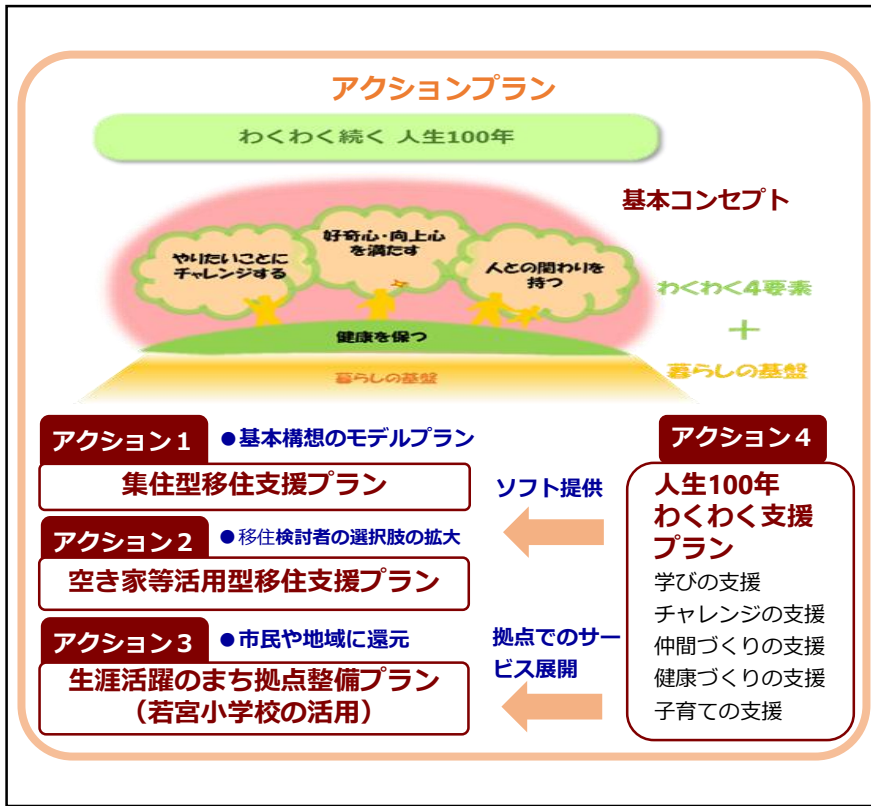 アクションプラン
わくわく続く 人生100年
基本コンセプト
やりたいことに
チャレンジする
好奇心・向上心
を満たす
人との関わりを
持つ
健康を保つ
暮らしの基盤
わくわく4要素
＋
暮らしの基盤
アクション１
●基本構想のモデルプラン
集住型移住支援プラン
アクション２
●移住検討者の選択肢の拡大
空き家等活用型移住支援プラン
アクション３
●市民や地域に還元
生涯活躍のまち拠点整備プラン
（若宮小学校の活用）
ソフト提供
拠点でのサー
ビス展開
アクション４
人生100年
わくわく支援
プラン
学びの支援
チャレンジの支援
仲間づくりの支援
健康づくりの支援
子育ての支援